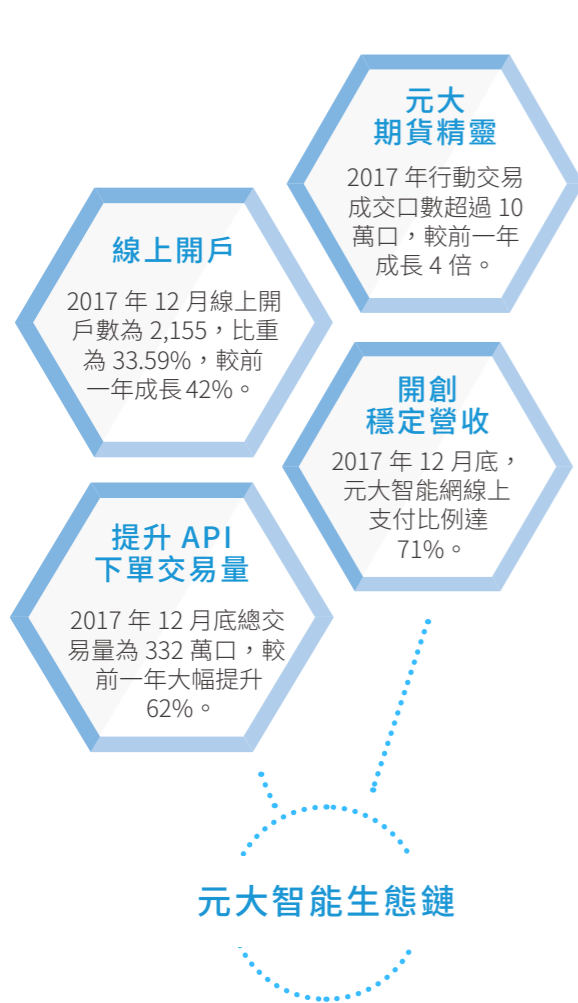 元大
期貨精靈
2017 年行動交易
成交口數超過 10
萬口，較前一年
成長 4 倍。
線上開戶
2017 年 12 月線上開
戶數為 2,155，比重
為 33.59%，較前
一年成長 42%。
開創
穩定營收
2017 年 12 月底，
元大智能網線上
支付比例達
71%。
提升 API
下單交易量
2017 年 12 月底總交
易量為 332 萬口，較
前一年大幅提升
62%。
元大智能生態鏈